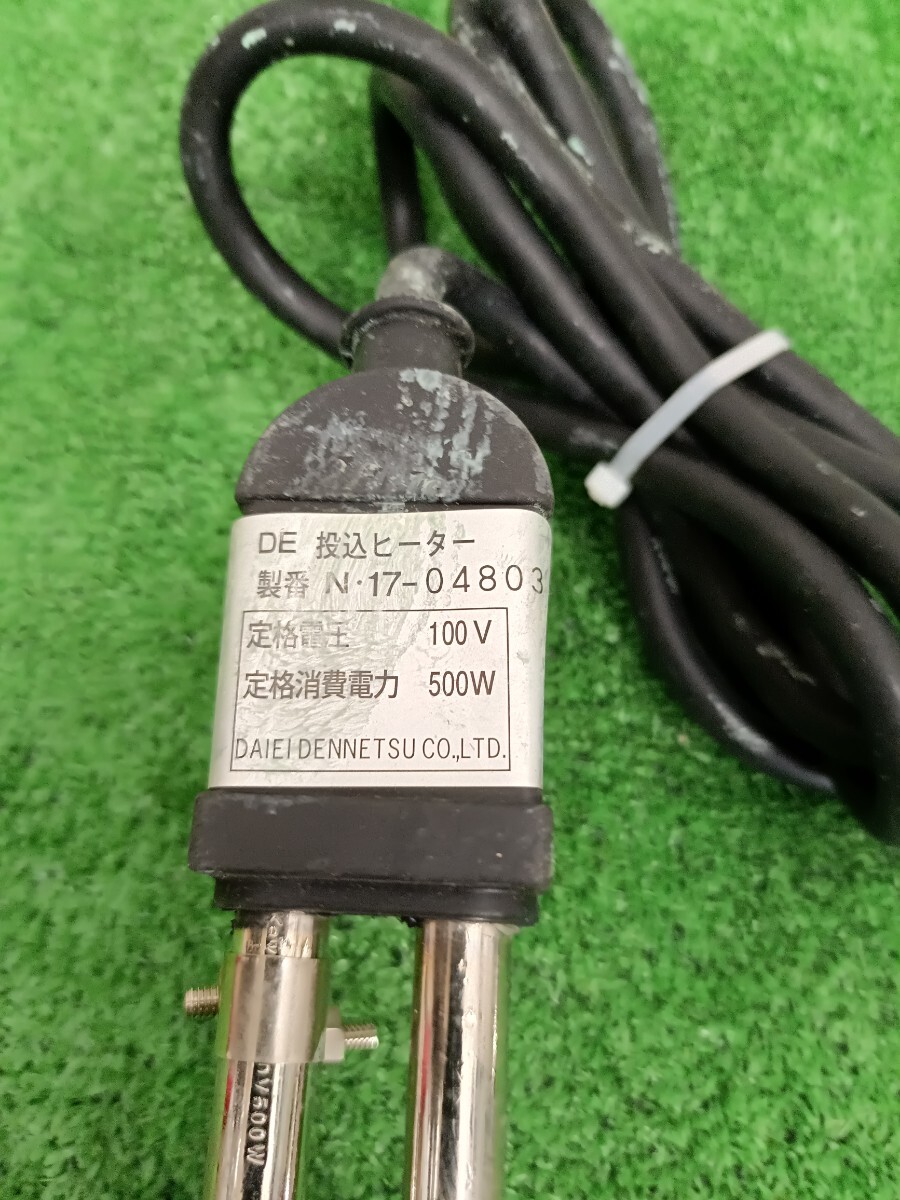 DE 投込ヒーター
製番 N·17-04803
定格電圧 100V
定格消費電力 500W
DAIEI DENNETSU CO.,LTD.
0V500W